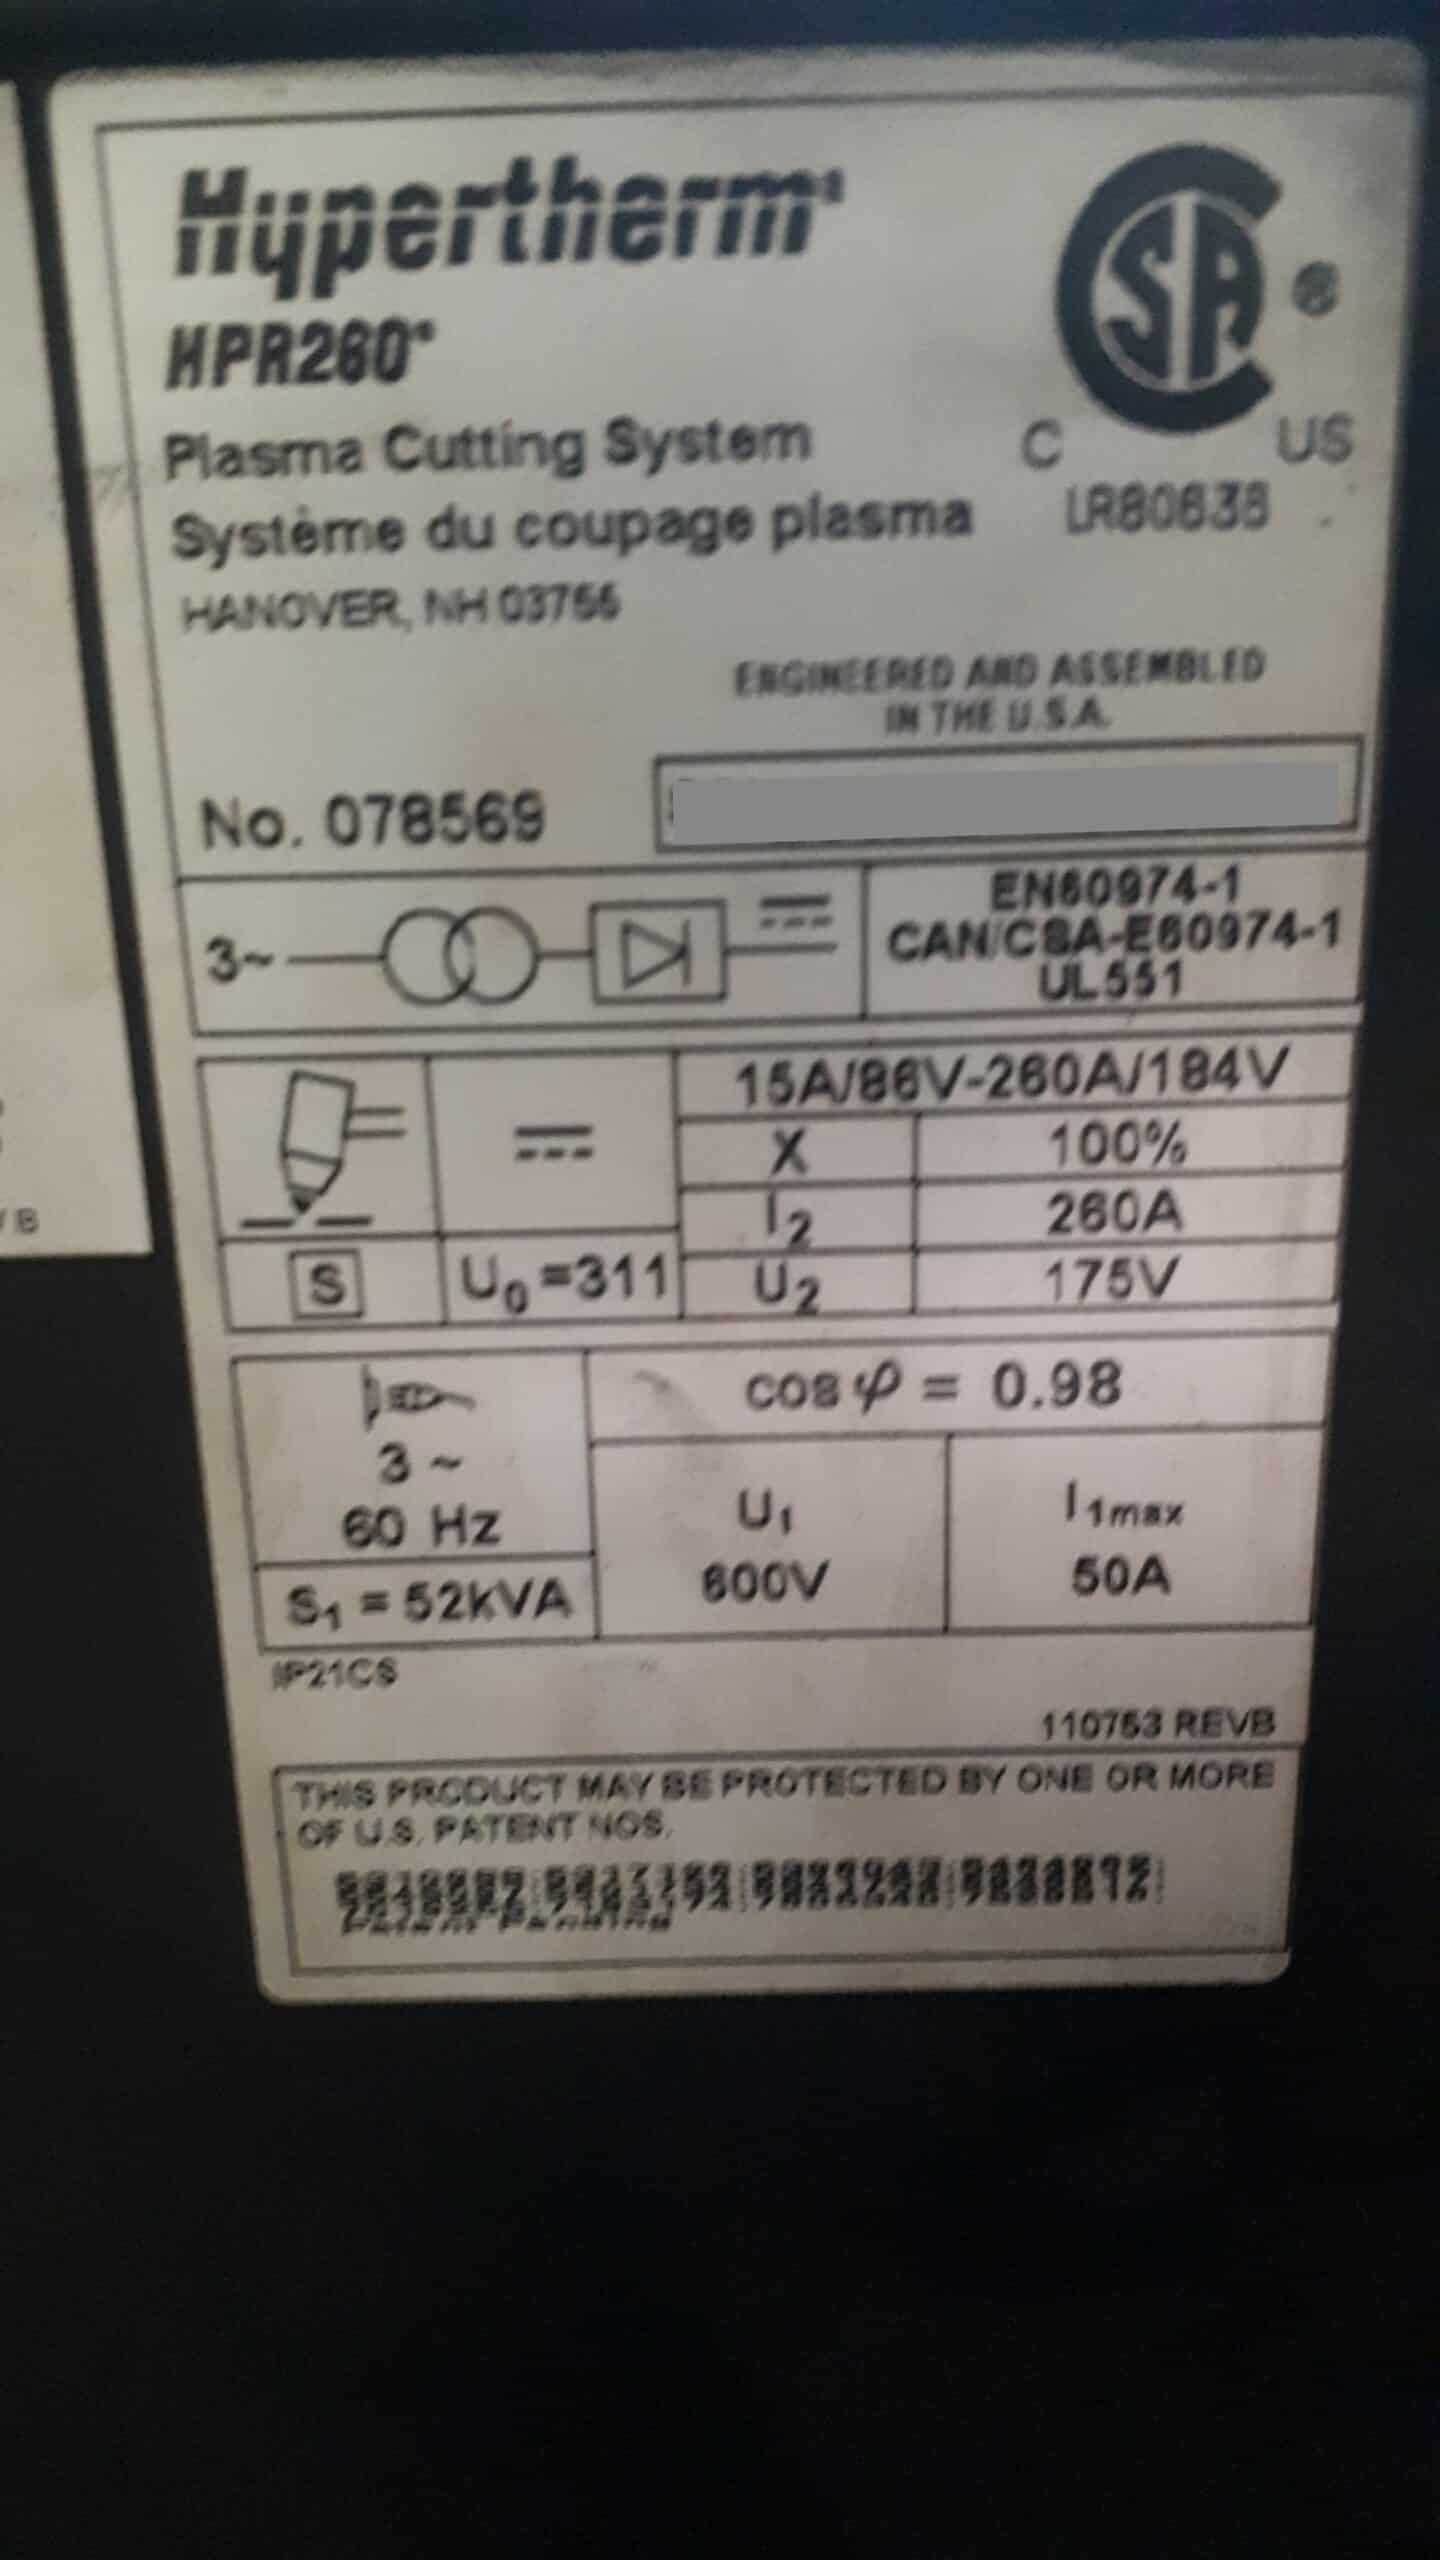 Hypertherm®
HPR260®
Plasma Cutting System
Système du coupage plasma
HANOVER, NH 03755
CSA ®
C US
LR80638
ENGINEERED AND ASSEMBLED
IN THE U.S.A.
No. 078569
3~
EN60974-1
CAN/CSA-E60974-1
UL551
15A/86V-260A/184V
X 100%
I2 260A
S U0=311 U2 175V
cos φ = 0.98
3 ~
60 Hz
U1 I1max
600V 50A
S1 = 52kVA
IP21CS
110753 REVB
THIS PRODUCT MAY BE PROTECTED BY ONE OR MORE
OF U.S. PATENT NOS.
Patent Pending
B